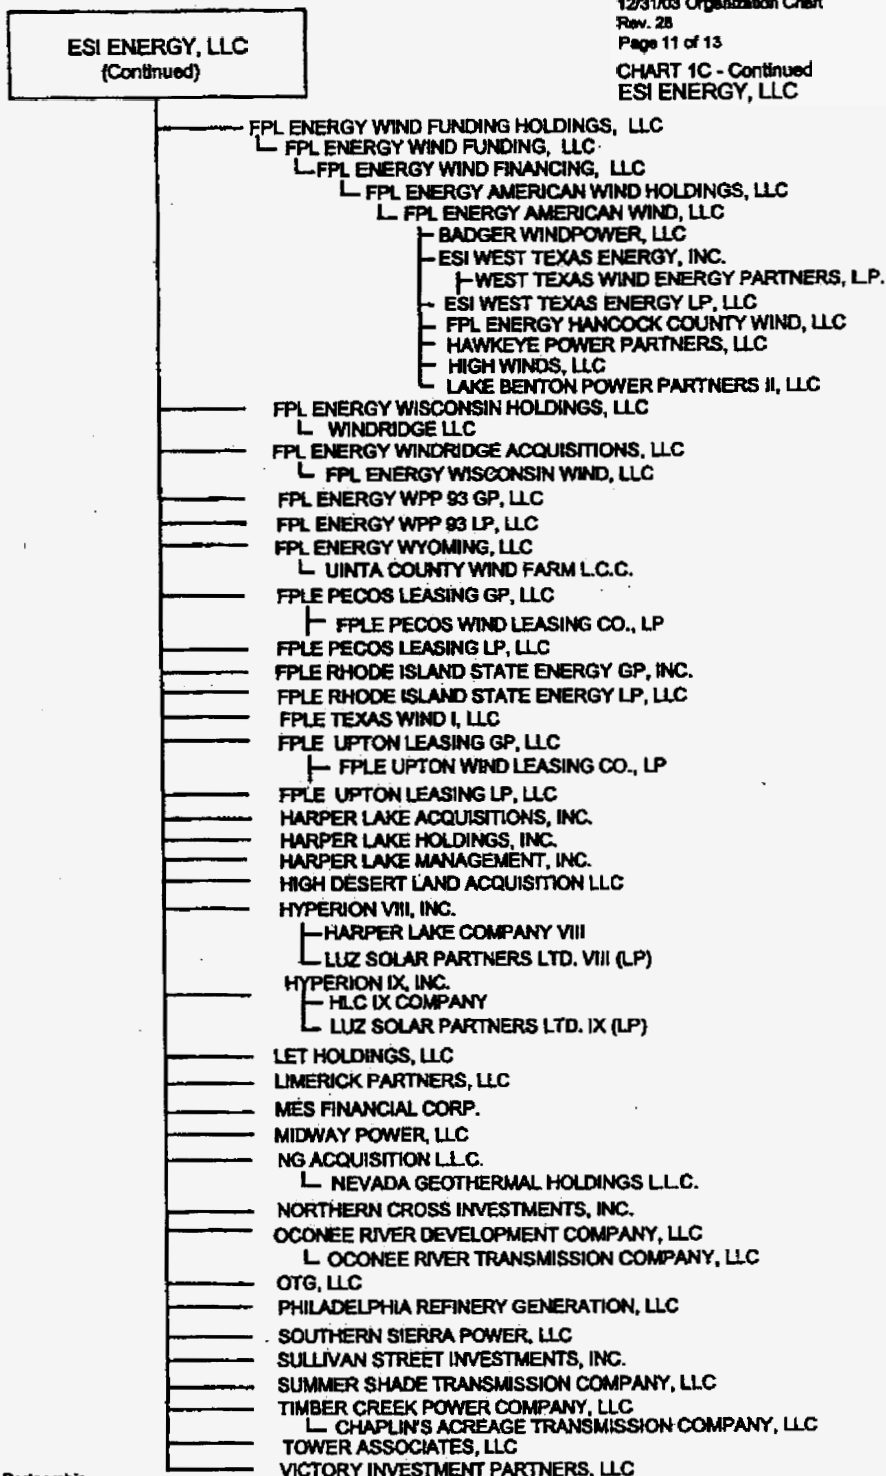 12/31/03 Organization Chart
Rev. 28
Page 11 of 13
CHART 1C - Continued
ESI ENERGY, LLC
ESI ENERGY, LLC
(Continued)
FPL ENERGY WIND FUNDING HOLDINGS, LLC
FPL ENERGY WIND FUNDING, LLC
FPL ENERGY WIND FINANCING, LLC
FPL ENERGY AMERICAN WIND HOLDINGS, LLC
FPL ENERGY AMERICAN WIND, LLC
BADGER WINDPOWER, LLC
ESI WEST TEXAS ENERGY, INC.
WEST TEXAS WIND ENERGY PARTNERS, L.P.
ESI WEST TEXAS ENERGY LP, LLC
FPL ENERGY HANCOCK COUNTY WIND, LLC
HAWKEYE POWER PARTNERS, LLC
HIGH WINDS, LLC
LAKE BENTON POWER PARTNERS II, LLC
FPL ENERGY WISCONSIN HOLDINGS, LLC
WINDRIDGE LLC
FPL ENERGY WINDRIDGE ACQUISITIONS, LLC
FPL ENERGY WISCONSIN WIND, LLC
FPL ENERGY WPP 93 GP, LLC
FPL ENERGY WPP 93 LP, LLC
FPL ENERGY WYOMING, LLC
UINTA COUNTY WIND FARM L.C.C.
FPLE PECOS LEASING GP, LLC
FPLE PECOS WIND LEASING CO., LP
FPLE PECOS LEASING LP, LLC
FPLE RHODE ISLAND STATE ENERGY GP, INC.
FPLE RHODE ISLAND STATE ENERGY LP, LLC
FPLE TEXAS WIND I, LLC
FPLE UPTON LEASING GP, LLC
FPLE UPTON WIND LEASING CO., LP
FPLE UPTON LEASING LP, LLC
HARPER LAKE ACQUISITIONS, INC.
HARPER LAKE HOLDINGS, INC.
HARPER LAKE MANAGEMENT, INC.
HIGH DESERT LAND ACQUISITION LLC
HYPERION VIII, INC.
HARPER LAKE COMPANY VIII
LUZ SOLAR PARTNERS LTD. VIII (LP)
HYPERION IX, INC.
HLC IX COMPANY
LUZ SOLAR PARTNERS LTD. IX (LP)
LET HOLDINGS, LLC
LIMERICK PARTNERS, LLC
MES FINANCIAL CORP.
MIDWAY POWER, LLC
NG ACQUISITION L.L.C.
NEVADA GEOTHERMAL HOLDINGS L.L.C.
NORTHERN CROSS INVESTMENTS, INC.
OCONEE RIVER DEVELOPMENT COMPANY, LLC
OCONEE RIVER TRANSMISSION COMPANY, LLC
OTG, LLC
PHILADELPHIA REFINERY GENERATION, LLC
SOUTHERN SIERRA POWER, LLC
SULLIVAN STREET INVESTMENTS, INC.
SUMMER SHADE TRANSMISSION COMPANY, LLC
TIMBER CREEK POWER COMPANY, LLC
CHAPLIN'S ACREAGE TRANSMISSION COMPANY, LLC
TOWER ASSOCIATES, LLC
VICTORY INVESTMENT PARTNERS, LLC